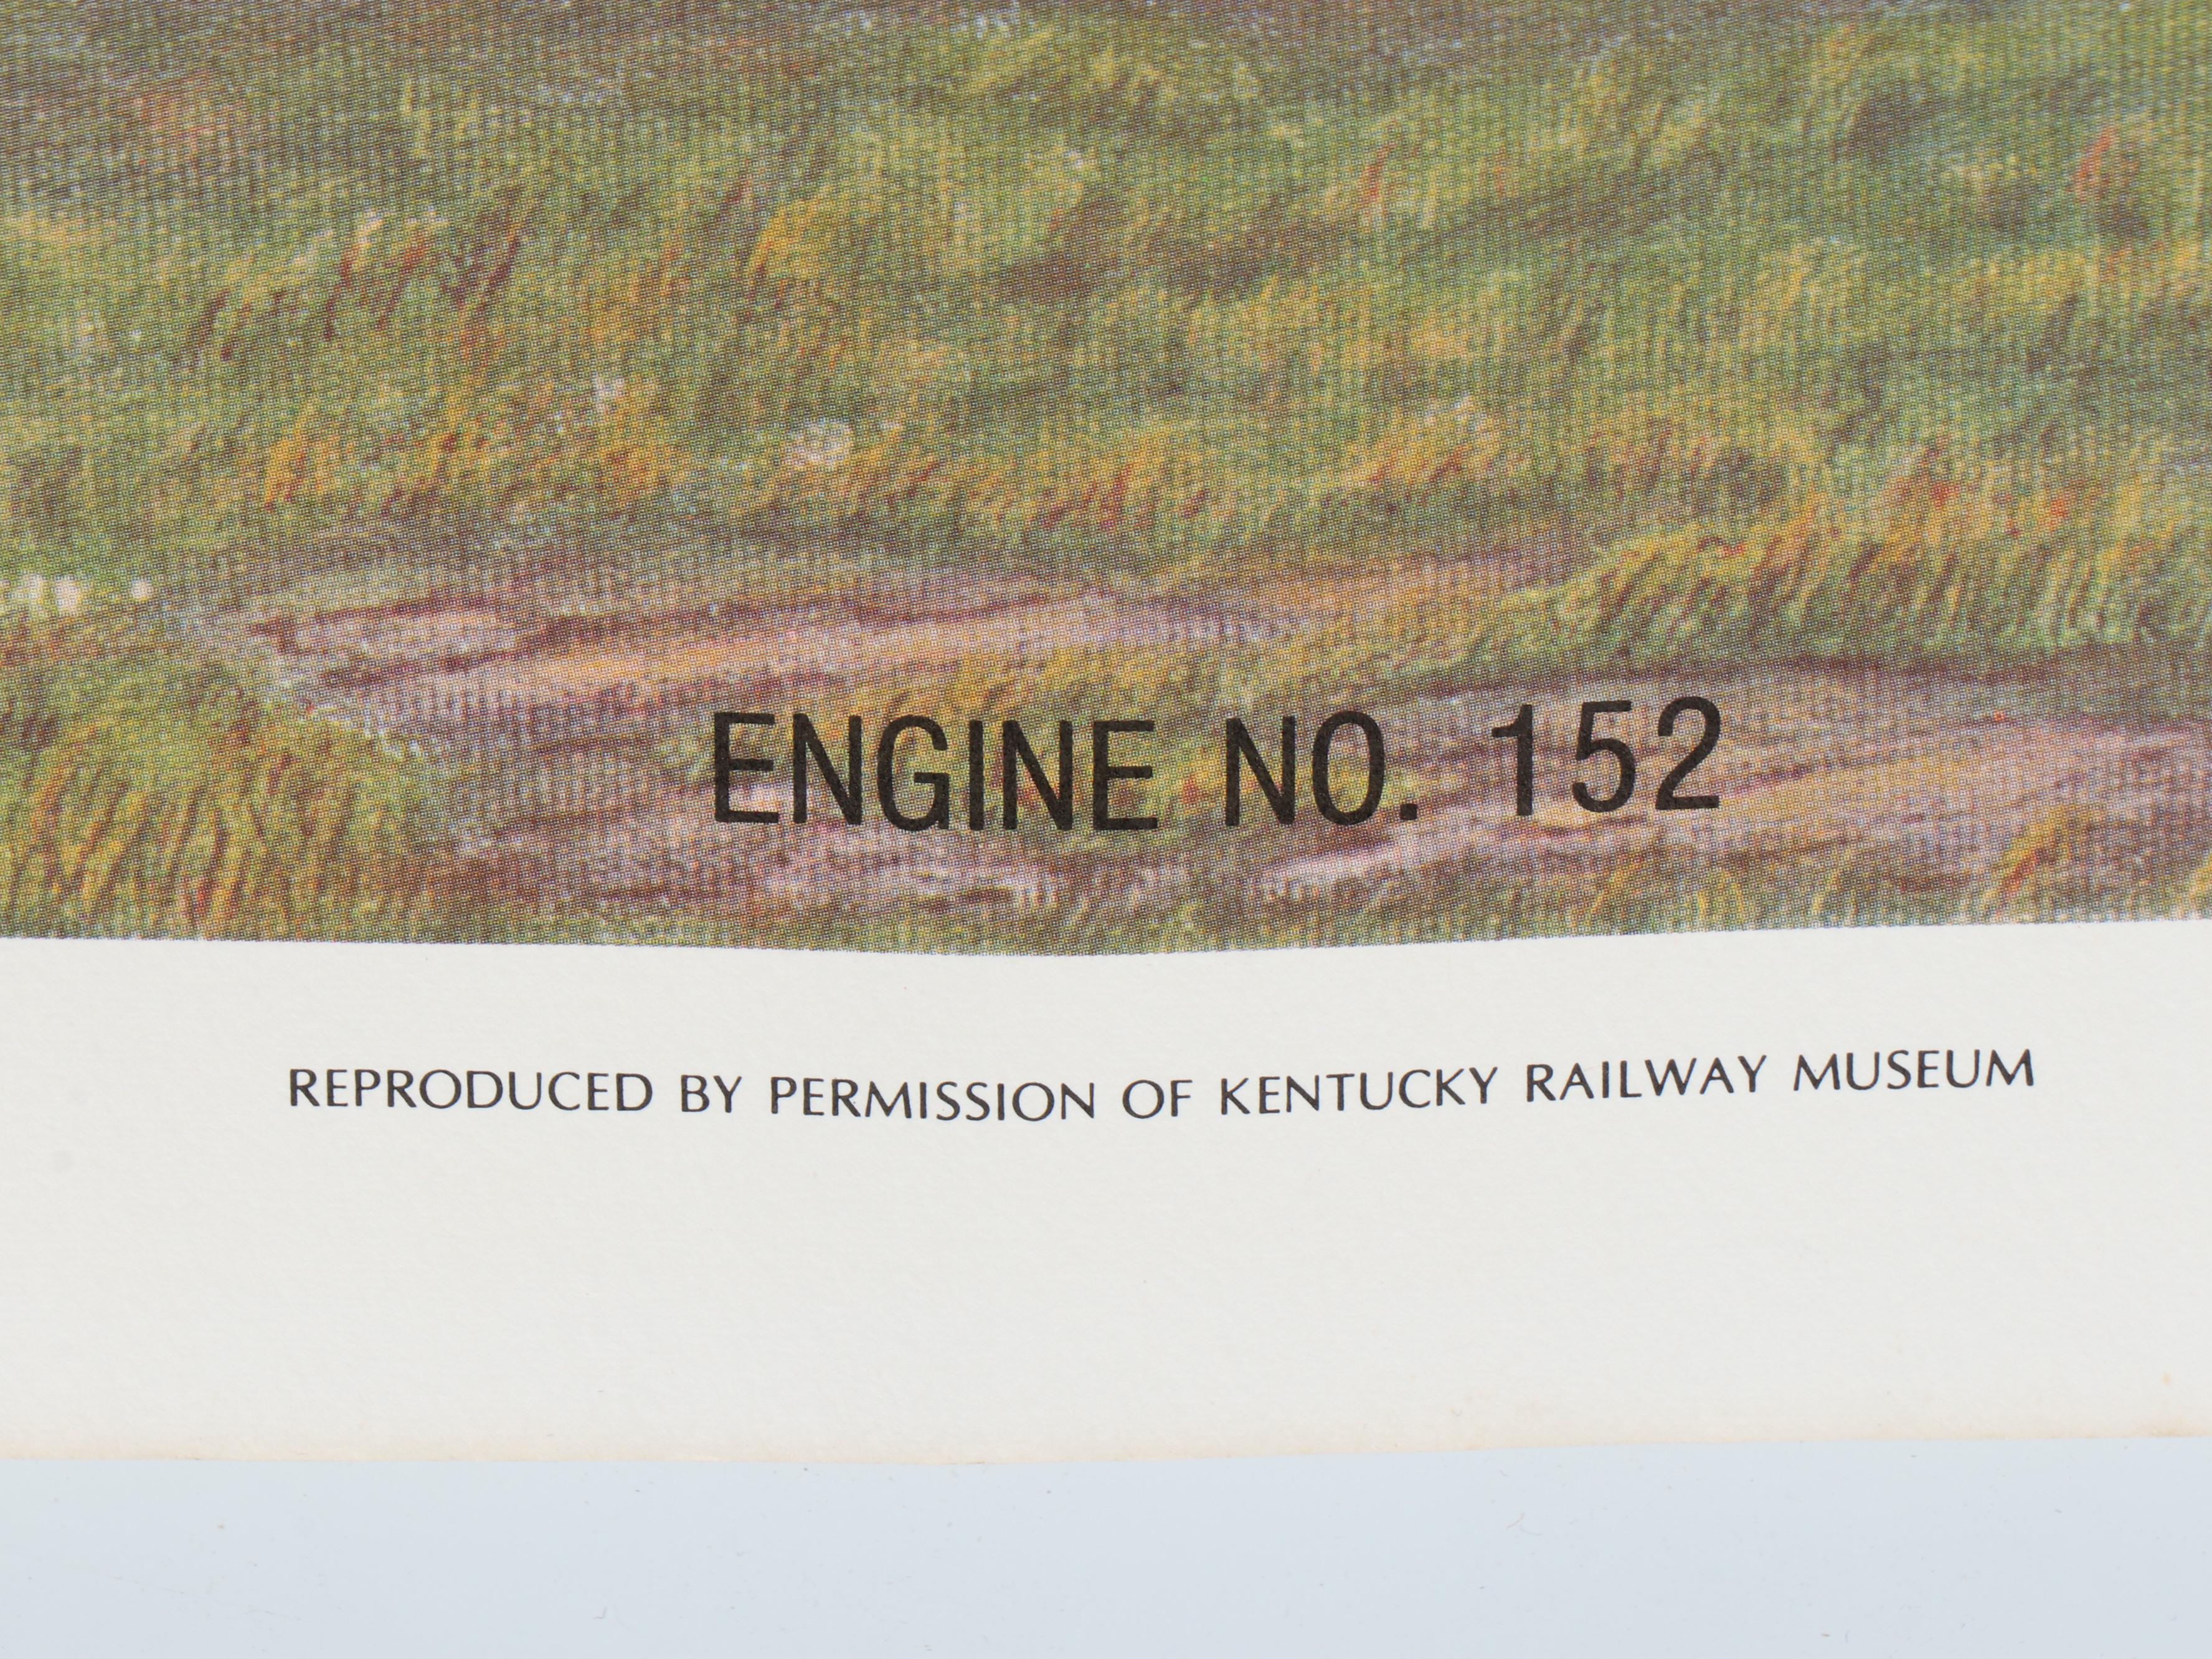 ENGINE NO. 152
REPRODUCED BY PERMISSION OF KENTUCKY RAILWAY MUSEUM